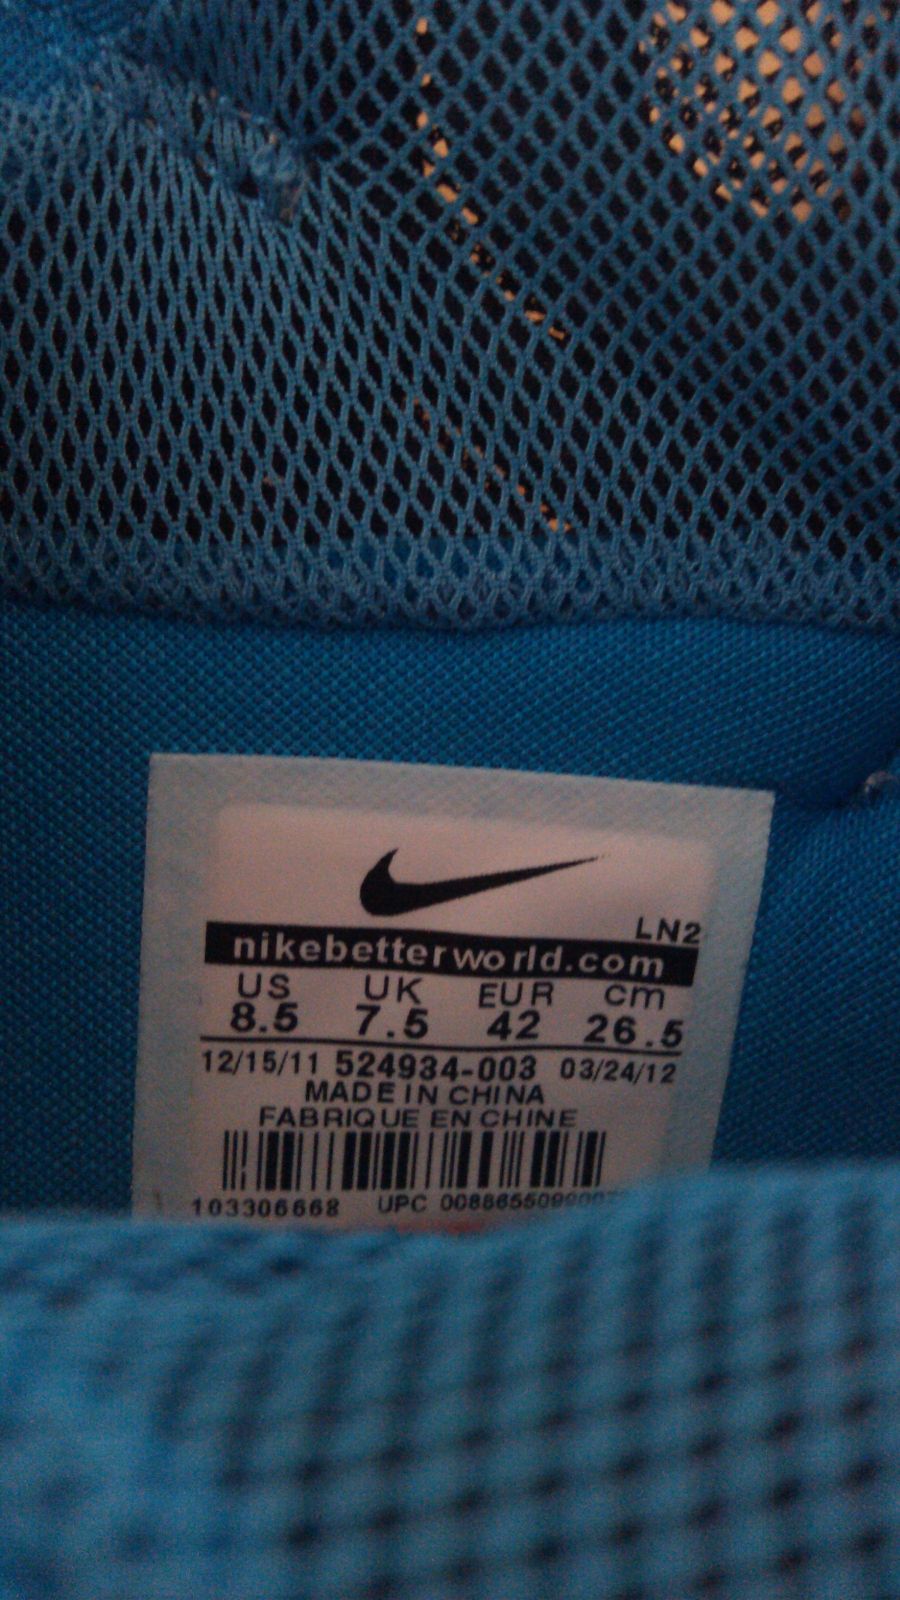 LN2
nikebetterworld.com
US UK EUR cm
8.5 7.5 42 26.5
12/15/11 524934-003 03/24/12
MADE IN CHINA
FABRIQUE EN CHINE
103306668 UPC